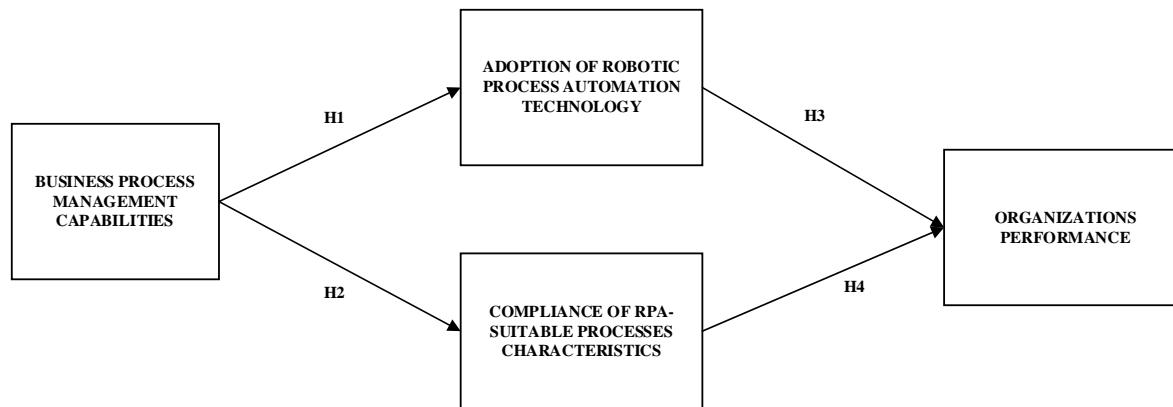 BUSINESS PROCESS
MANAGEMENT
CAPABILITIES
H1
H2
ADOPTION OF ROBOTIC
PROCESS AUTOMATION
TECHNOLOGY
COMPLIANCE OF RPA-
SUITABLE PROCESSES
CHARACTERISTICS
H3
H4
ORGANIZATIONS
PERFORMANCE